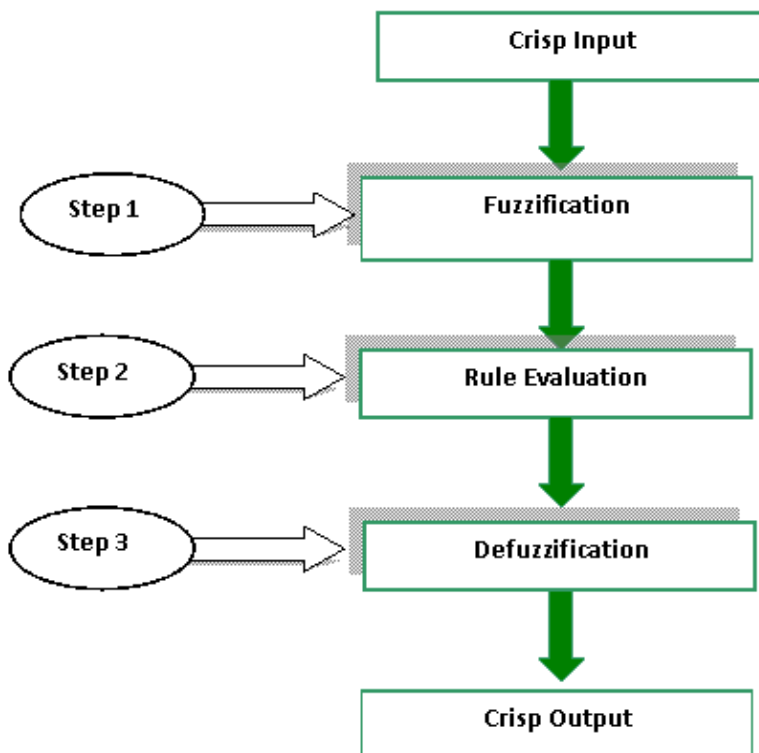 Crisp Input
Step 1
Fuzzification
Step 2
Rule Evaluation
Step 3
Defuzzification
Crisp Output